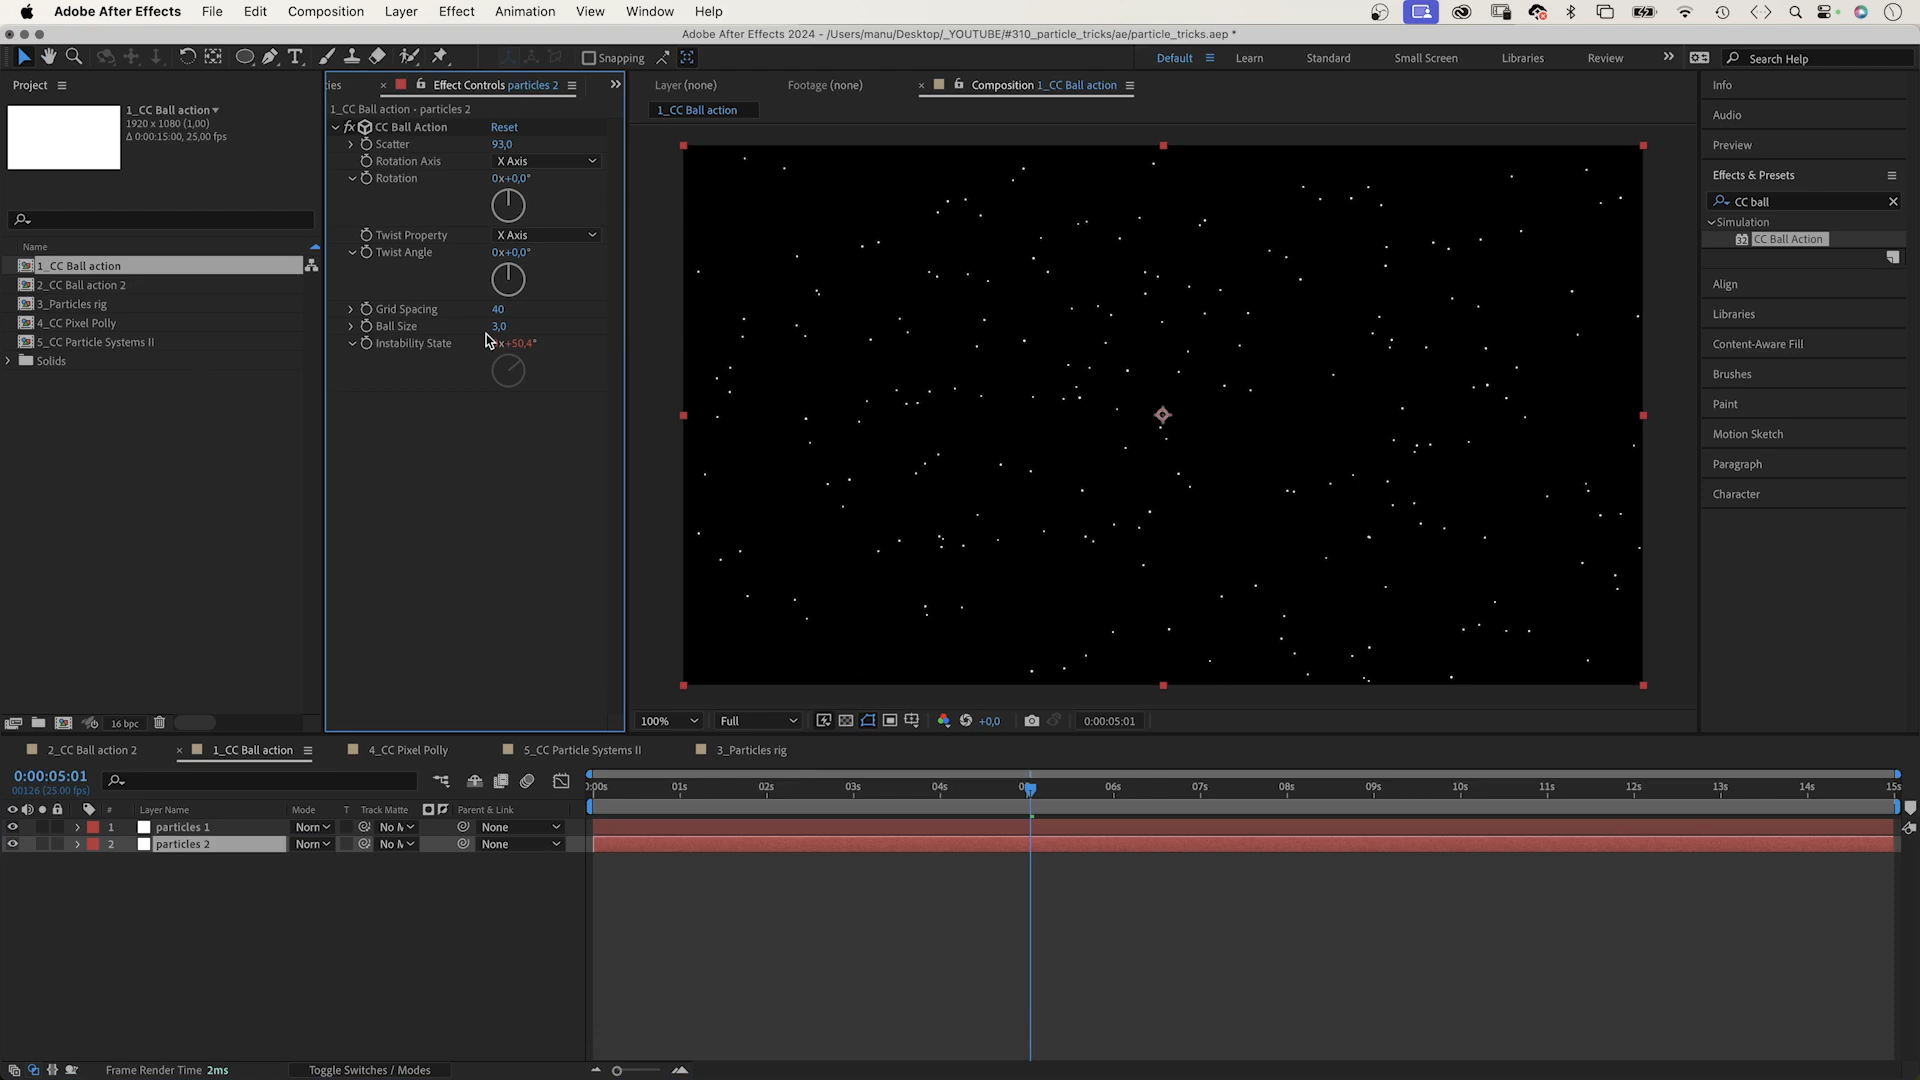 Adobe After Effects File Edit Composition Layer Effect Animation View Window Help
Adobe After Effects 2024 - /Users/manu/Desktop/_YOUTUBE/#310_particle_tricks/ae/particle_tricks.aep *
Snapping
Default Learn Standard Small Screen Libraries Review Search Help
Project
1_CC Ball action
1920 x 1080 (1,00)
Δ 0:00:15:00, 25,00 fps
Name
1_CC Ball action
2_CC Ball action 2
3_Particles rig
4_CC Pixel Polly
5_CC Particle Systems II
Solids
16 bpc
ies Effect Controls particles 2
1_CC Ball action · particles 2
fx CC Ball Action Reset
Scatter 93,0
Rotation Axis X Axis
Rotation 0x+0,0°
Twist Property X Axis
Twist Angle 0x+0,0°
Grid Spacing 40
Ball Size 3,0
Instability State x+50,4°
Layer (none) Footage (none) Composition 1_CC Ball action
1_CC Ball action
100% Full +0,0 0:00:05:01
Info
Audio
Preview
Effects & Presets
CC ball
Simulation
32 CC Ball Action
Align
Libraries
Content-Aware Fill
Brushes
Paint
Motion Sketch
Paragraph
Character
2_CC Ball action 2 1_CC Ball action 4_CC Pixel Polly 5_CC Particle Systems II 3_Particles rig
0:00:05:01
00126 (25.00 fps)
:00s 01s 02s 03s 04s 06s 07s 08s 09s 10s 11s 12s 13s 14s 15s
# Layer Name Mode T Track Matte Parent & Link
1 particles 1 Norn No M None
2 particles 2 Norn No M None
Frame Render Time 2ms Toggle Switches / Modes